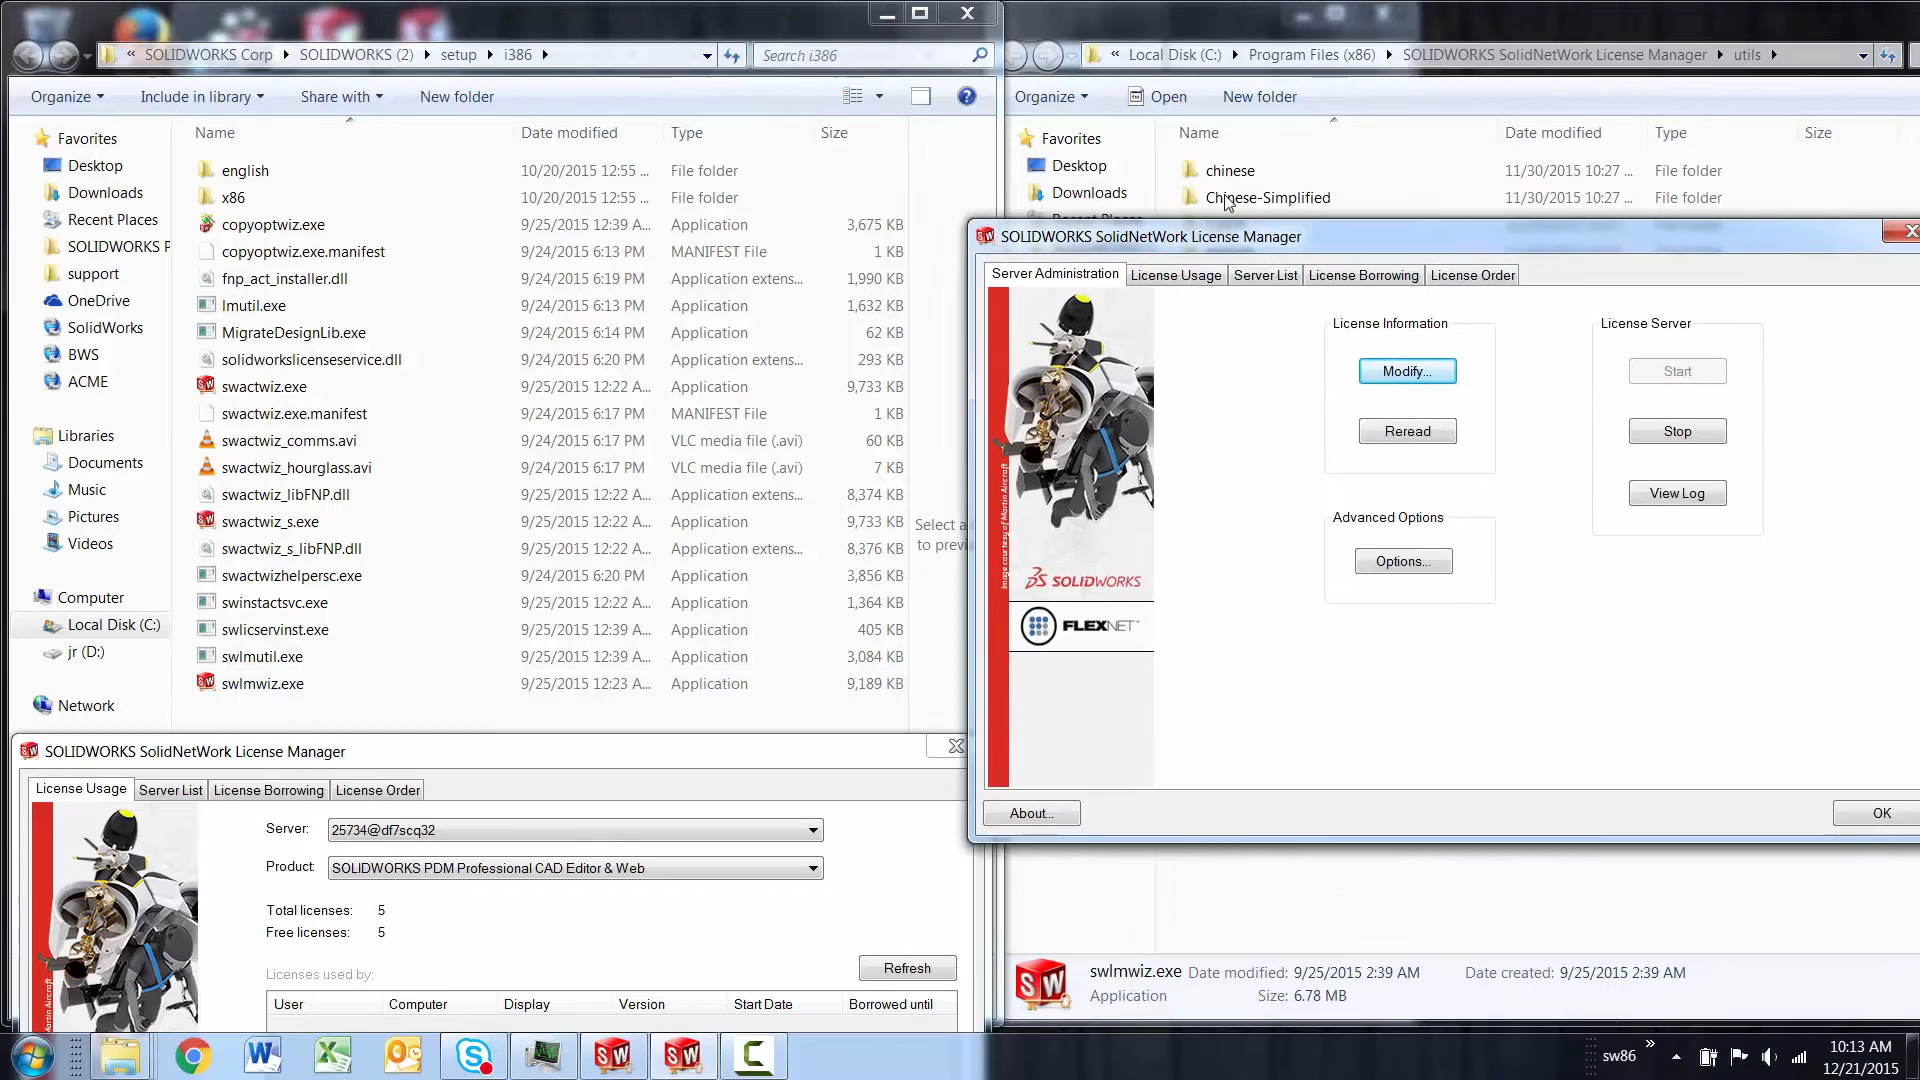 « SOLIDWORKS Corp SOLIDWORKS (2) setup i386
Search i386
Organize Include in library Share with New folder
Name Date modified Type Size
Favorites
Desktop
Downloads
Recent Places
SOLIDWORKS P
support
OneDrive
SolidWorks
BWS
ACME
Libraries
Documents
Music
Pictures
Videos
Computer
Local Disk (C:)
jr (D:)
Network
english 10/20/2015 12:55 ... File folder
x86 10/20/2015 12:55 ... File folder
copyoptwiz.exe 9/25/2015 12:39 A... Application 3,675 KB
copyoptwiz.exe.manifest 9/24/2015 6:13 PM MANIFEST File 1 KB
fnp_act_installer.dll 9/24/2015 6:19 PM Application extens... 1,990 KB
lmutil.exe 9/24/2015 6:13 PM Application 1,632 KB
MigrateDesignLib.exe 9/24/2015 6:14 PM Application 62 KB
solidworkslicenseservice.dll 9/24/2015 6:20 PM Application extens... 293 KB
swactwiz.exe 9/25/2015 12:22 A... Application 9,733 KB
swactwiz.exe.manifest 9/24/2015 6:17 PM MANIFEST File 1 KB
swactwiz_comms.avi 9/24/2015 6:17 PM VLC media file (.avi) 60 KB
swactwiz_hourglass.avi 9/24/2015 6:17 PM VLC media file (.avi) 7 KB
swactwiz_libFNP.dll 9/25/2015 12:22 A... Application extens... 8,374 KB
swactwiz_s.exe 9/25/2015 12:22 A... Application 9,733 KB
swactwiz_s_libFNP.dll 9/25/2015 12:22 A... Application extens... 8,376 KB
swactwizhelpersc.exe 9/24/2015 6:20 PM Application 3,856 KB
swinstactsvc.exe 9/25/2015 12:22 A... Application 1,364 KB
swlicservinst.exe 9/25/2015 12:39 A... Application 405 KB
swlmutil.exe 9/25/2015 12:39 A... Application 3,084 KB
swlmwiz.exe 9/25/2015 12:23 A... Application 9,189 KB
Select a
to previ
« Local Disk (C:) Program Files (x86) SOLIDWORKS SolidNetWork License Manager utils
Organize Open New folder
Name Date modified Type Size
Favorites
Desktop
Downloads
Recent Places
chinese 11/30/2015 10:27 ... File folder
Chinese-Simplified 11/30/2015 10:27 ... File folder
SOLIDWORKS SolidNetWork License Manager
Server Administration License Usage Server List License Borrowing License Order
License Information
Modify...
Reread
Advanced Options
Options...
License Server
Start
Stop
View Log
Image courtesy of Martin Aircraft
SOLIDWORKS
FLEXNET
About...
OK
SOLIDWORKS SolidNetWork License Manager
License Usage Server List License Borrowing License Order
Server: 25734@df7scq32
Product: SOLIDWORKS PDM Professional CAD Editor & Web
Total licenses: 5
Free licenses: 5
Licenses used by:
Refresh
User Computer Display Version Start Date Borrowed until
Martin Aircraft
swlmwiz.exe Date modified: 9/25/2015 2:39 AM Date created: 9/25/2015 2:39 AM
Application Size: 6.78 MB
sw86
10:13 AM
12/21/2015